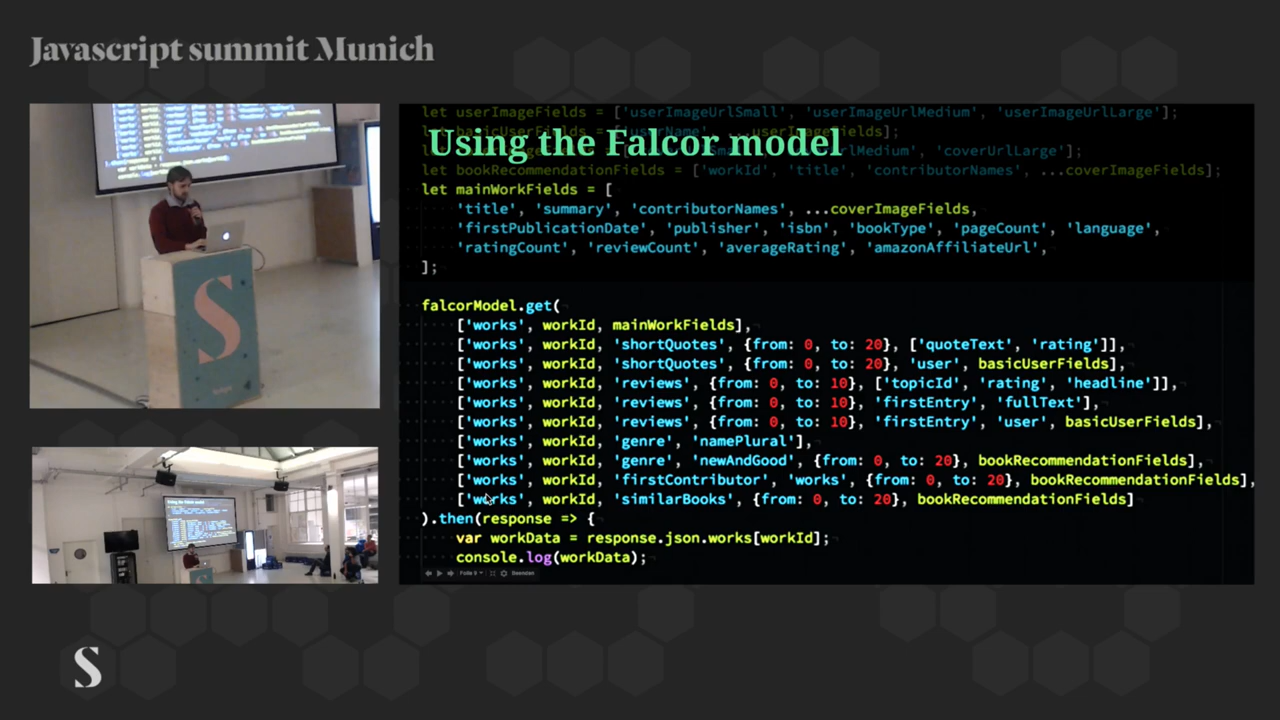 Javascript summit Munich
let userImageFields = ['userImageUrlSmall', 'userImageUrlMedium', 'userImageUrlLarge'];
Using the Falcor model
let bookRecommendationFields = ['workId', 'title', 'contributorNames', ...coverImageFields];
let mainWorkFields = [
'title', 'summary', 'contributorNames', ...coverImageFields,
'firstPublicationDate', 'publisher', 'isbn', 'bookType', 'pageCount', 'language',
'ratingCount', 'reviewCount', 'averageRating', 'amazonAffiliateUrl',
];
falcorModel.get(
['works', workId, mainWorkFields],
['works', workId, 'shortQuotes', {from: 0, to: 20}, ['quoteText', 'rating']],
['works', workId, 'shortQuotes', {from: 0, to: 20}, 'user', basicUserFields],
['works', workId, 'reviews', {from: 0, to: 10}, ['topicId', 'rating', 'headline']],
['works', workId, 'reviews', {from: 0, to: 10}, 'firstEntry', 'fullText'],
['works', workId, 'reviews', {from: 0, to: 10}, 'firstEntry', 'user', basicUserFields],
['works', workId, 'genre', 'namePlural'],
['works', workId, 'genre', 'newAndGood', {from: 0, to: 20}, bookRecommendationFields],
['works', workId, 'firstContributor', 'works', {from: 0, to: 20}, bookRecommendationFields],
['works', workId, 'similarBooks', {from: 0, to: 20}, bookRecommendationFields]
).then(response => {
var workData = response.json.works[workId];
console.log(workData);
Folie 9
Beenden
S
S